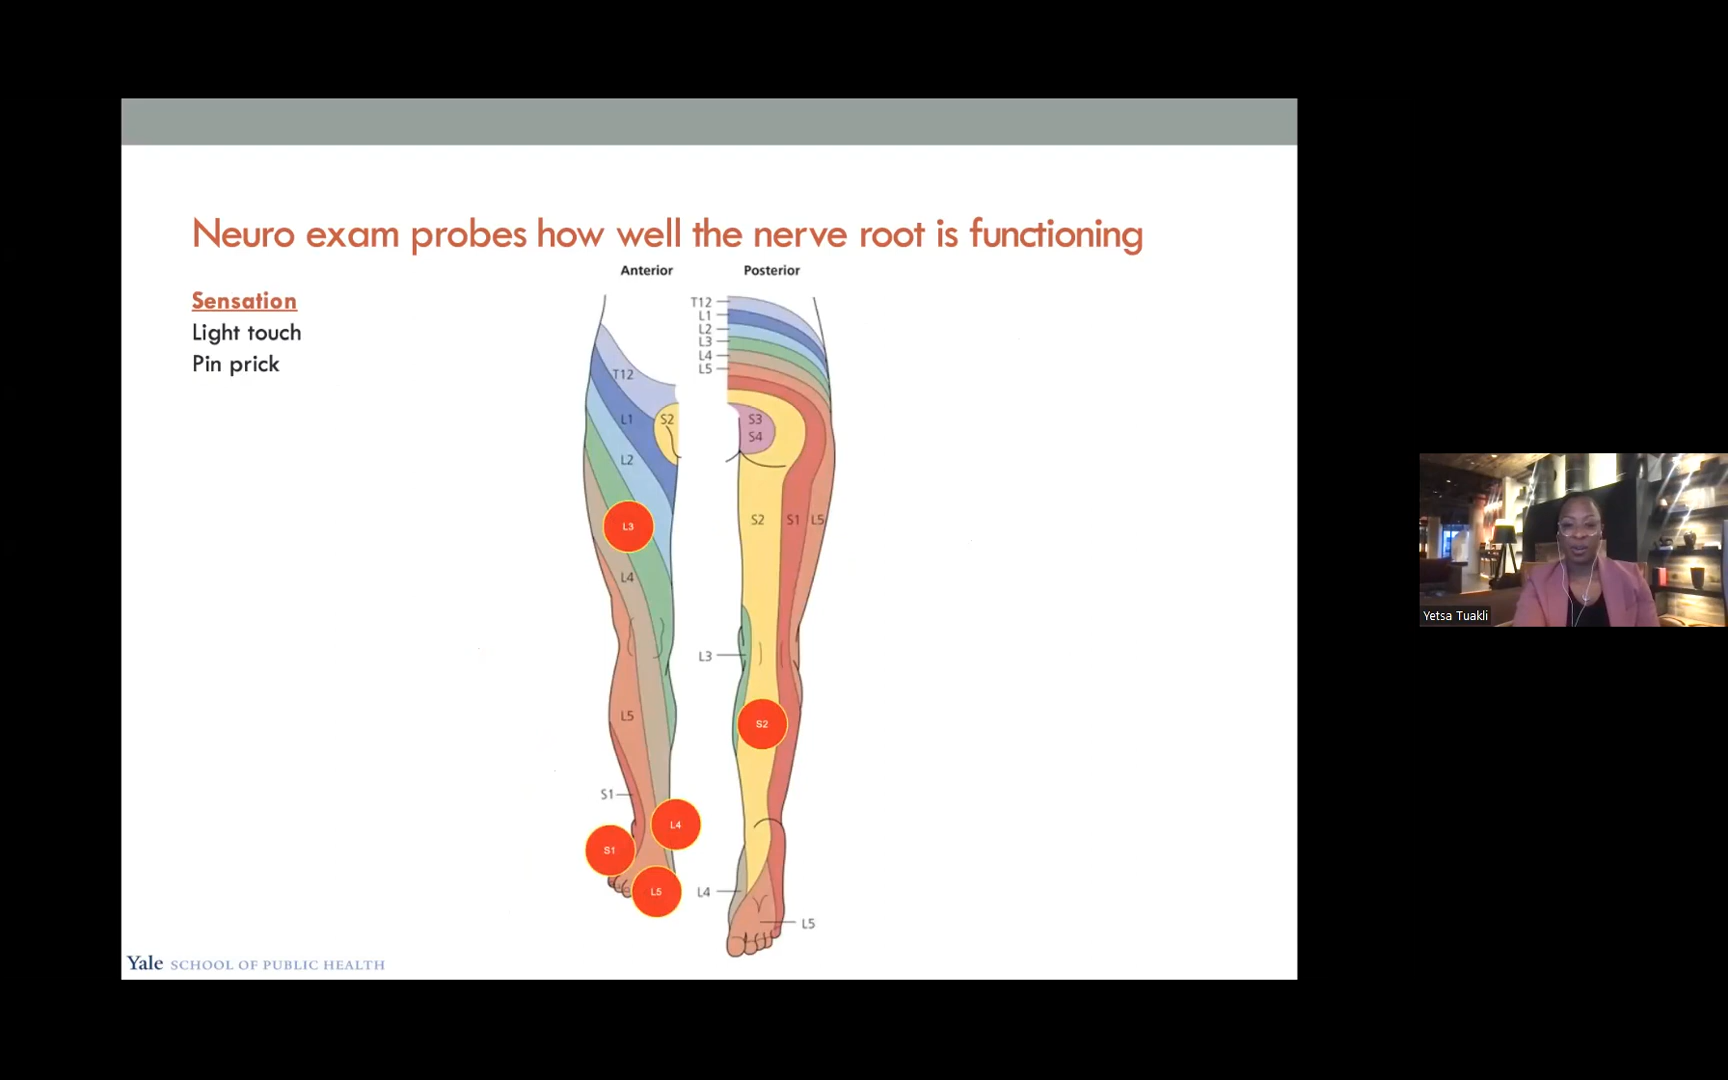 Neuro exam probes how well the nerve root is functioning
Sensation
Light touch
Pin prick
Anterior
Posterior
T12
L1
L2
L3
L4
L5
T12
L1
S2
L2
L3
L4
L5
S1
L4
S1
L5
S3
S4
S2
S1
L5
L3
S2
L4
L5
Yale SCHOOL OF PUBLIC HEALTH
Yetsa Tuakli